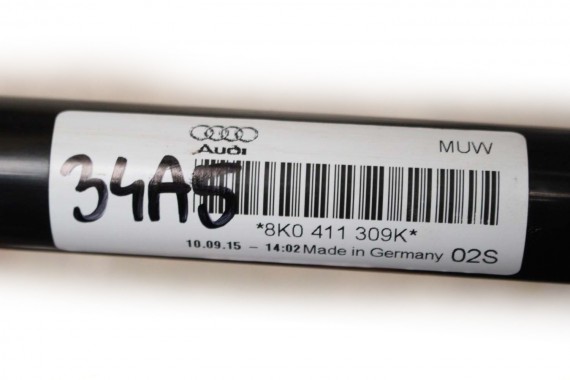 Audi
MUW
34A5
*8K0 411 309K*
10.09.15 – 14:02 Made in Germany 02S